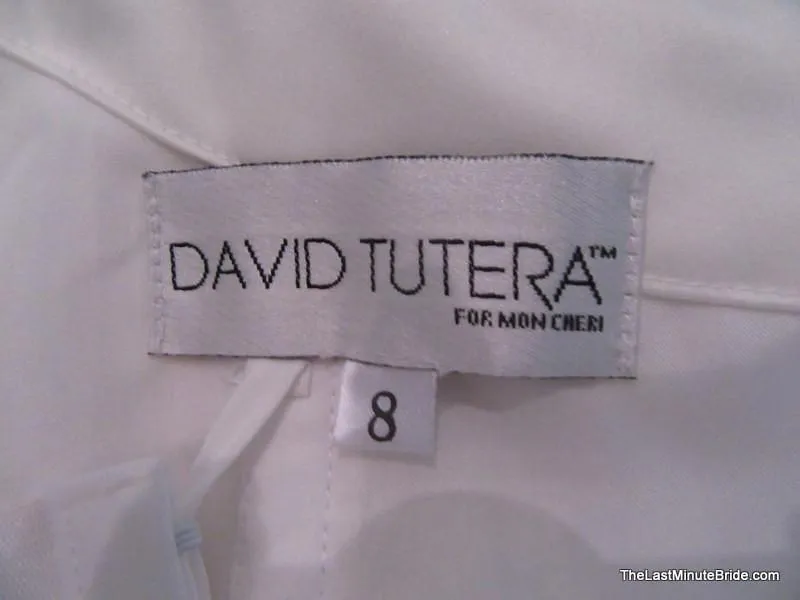 DAVID TUTERA™
FOR MON CHERI
8
TheLastMinuteBride.com